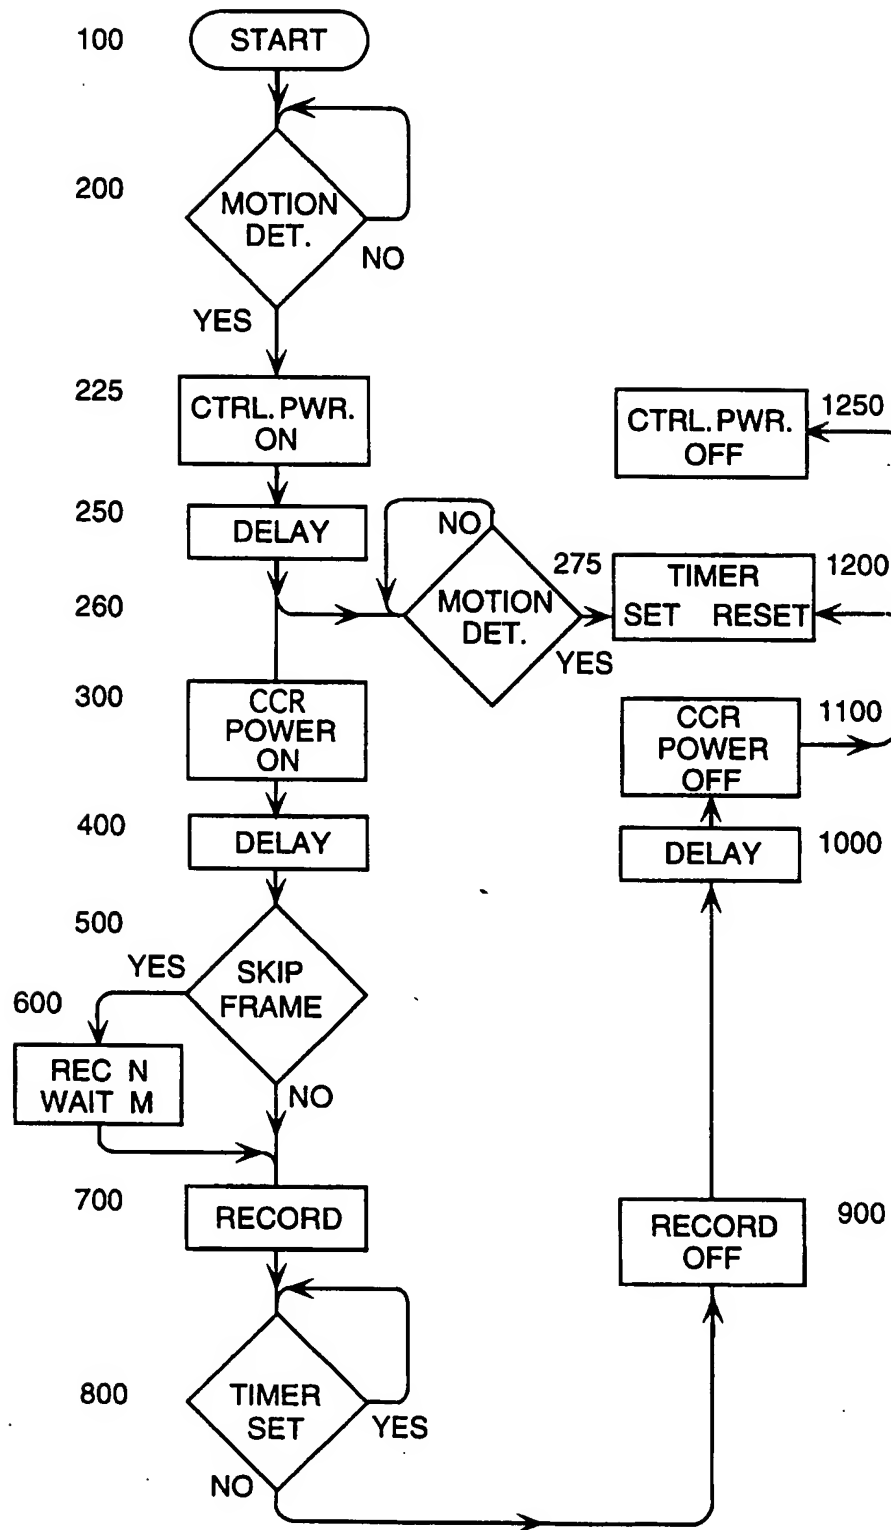 100
START
200
MOTION
DET.
NO
YES
225
CTRL. PWR.
ON
CTRL. PWR.
OFF
1250
250
DELAY
NO
260
MOTION
DET.
YES
275
TIMER
SET RESET
1200
300
CCR
POWER
ON
CCR
POWER
OFF
1100
400
DELAY
DELAY
1000
500
YES
SKIP
FRAME
NO
600
REC N
WAIT M
700
RECORD
RECORD
OFF
900
800
TIMER
SET
YES
NO